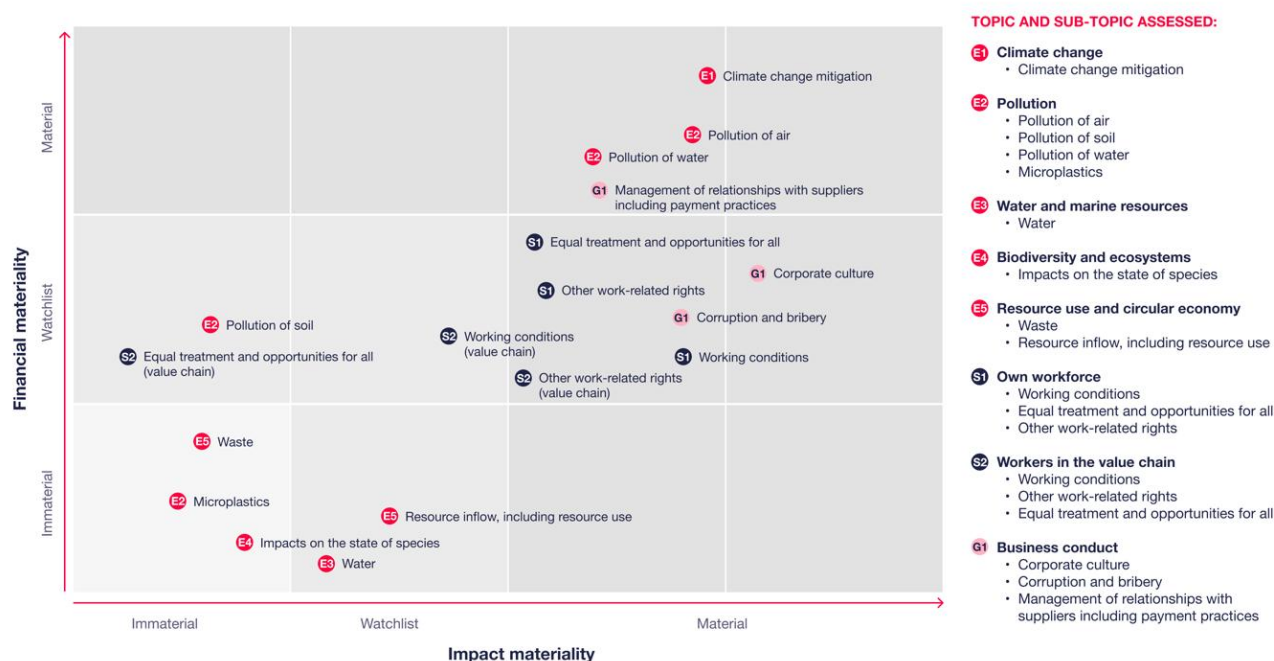 Financial materiality
Material
Watchlist
Immaterial
E1 Climate change mitigation
E2 Pollution of air
E2 Pollution of water
G1 Management of relationships with suppliers
including payment practices
S1 Equal treatment and opportunities for all
G1 Corporate culture
S1 Other work-related rights
G1 Corruption and bribery
E2 Pollution of soil
S2 Working conditions
(value chain)
S2 Equal treatment and opportunities for all
(value chain)
S1 Working conditions
S2 Other work-related rights
(value chain)
E5 Waste
E2 Microplastics
E5 Resource inflow, including resource use
E4 Impacts on the state of species
E3 Water
Immaterial
Watchlist
Material
Impact materiality
TOPIC AND SUB-TOPIC ASSESSED:
E1 Climate change
• Climate change mitigation
E2 Pollution
• Pollution of air
• Pollution of soil
• Pollution of water
• Microplastics
E3 Water and marine resources
• Water
E4 Biodiversity and ecosystems
• Impacts on the state of species
E5 Resource use and circular economy
• Waste
• Resource inflow, including resource use
S1 Own workforce
• Working conditions
• Equal treatment and opportunities for all
• Other work-related rights
S2 Workers in the value chain
• Working conditions
• Other work-related rights
• Equal treatment and opportunities for all
G1 Business conduct
• Corporate culture
• Corruption and bribery
• Management of relationships with
suppliers including payment practices